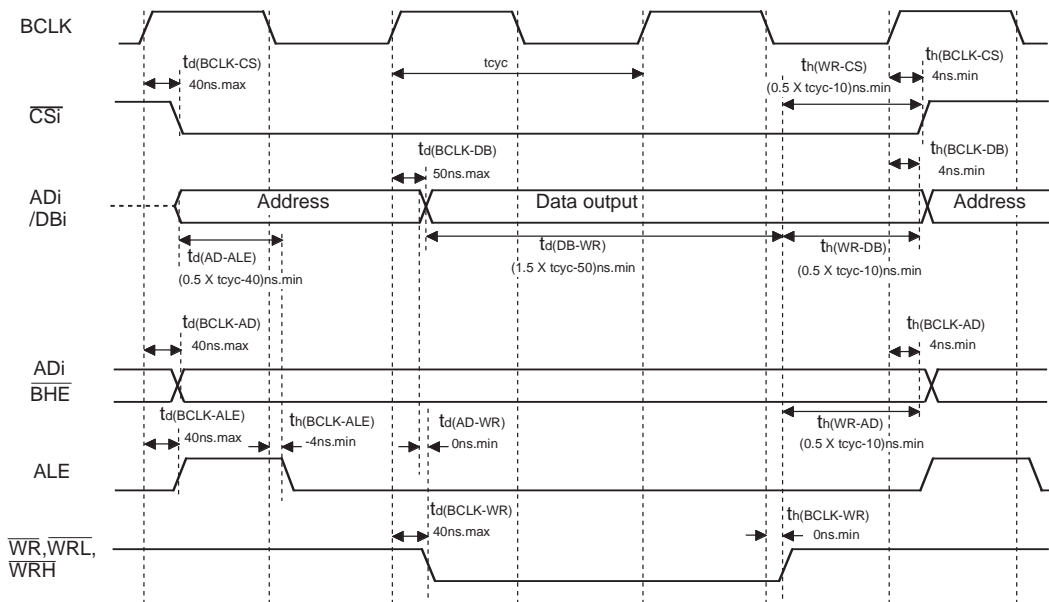 BCLK
td(BCLK-CS)
40ns.max
tcyc
th(WR-CS)
(0.5 X tcyc-10)ns.min
th(BCLK-CS)
4ns.min
CSi
td(BCLK-DB)
50ns.max
th(BCLK-DB)
4ns.min
ADi
/DBi
Address
Data output
Address
td(AD-ALE)
(0.5 X tcyc-40)ns.min
td(DB-WR)
(1.5 X tcyc-50)ns.min
th(WR-DB)
(0.5 X tcyc-10)ns.min
td(BCLK-AD)
40ns.max
th(BCLK-AD)
4ns.min
ADi
BHE
td(BCLK-ALE)
40ns.max
th(BCLK-ALE)
-4ns.min
td(AD-WR)
0ns.min
th(WR-AD)
(0.5 X tcyc-10)ns.min
ALE
td(BCLK-WR)
40ns.max
th(BCLK-WR)
0ns.min
WR,WRL,
WRH